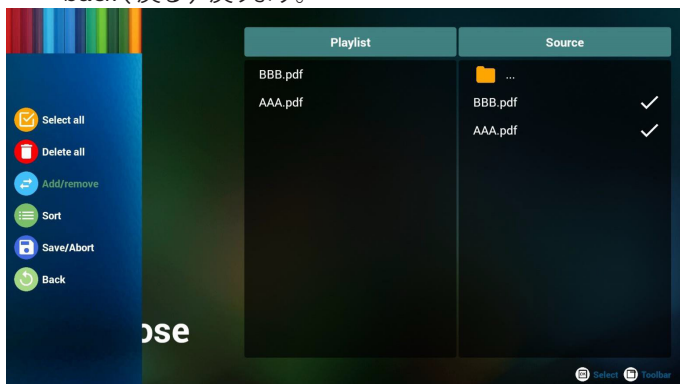 Playlist
Source
BBB.pdf
AAA.pdf
...
BBB.pdf
AAA.pdf
Select all
Delete all
Add/remove
Sort
Save/Abort
Back
ose
Select
Toolbar